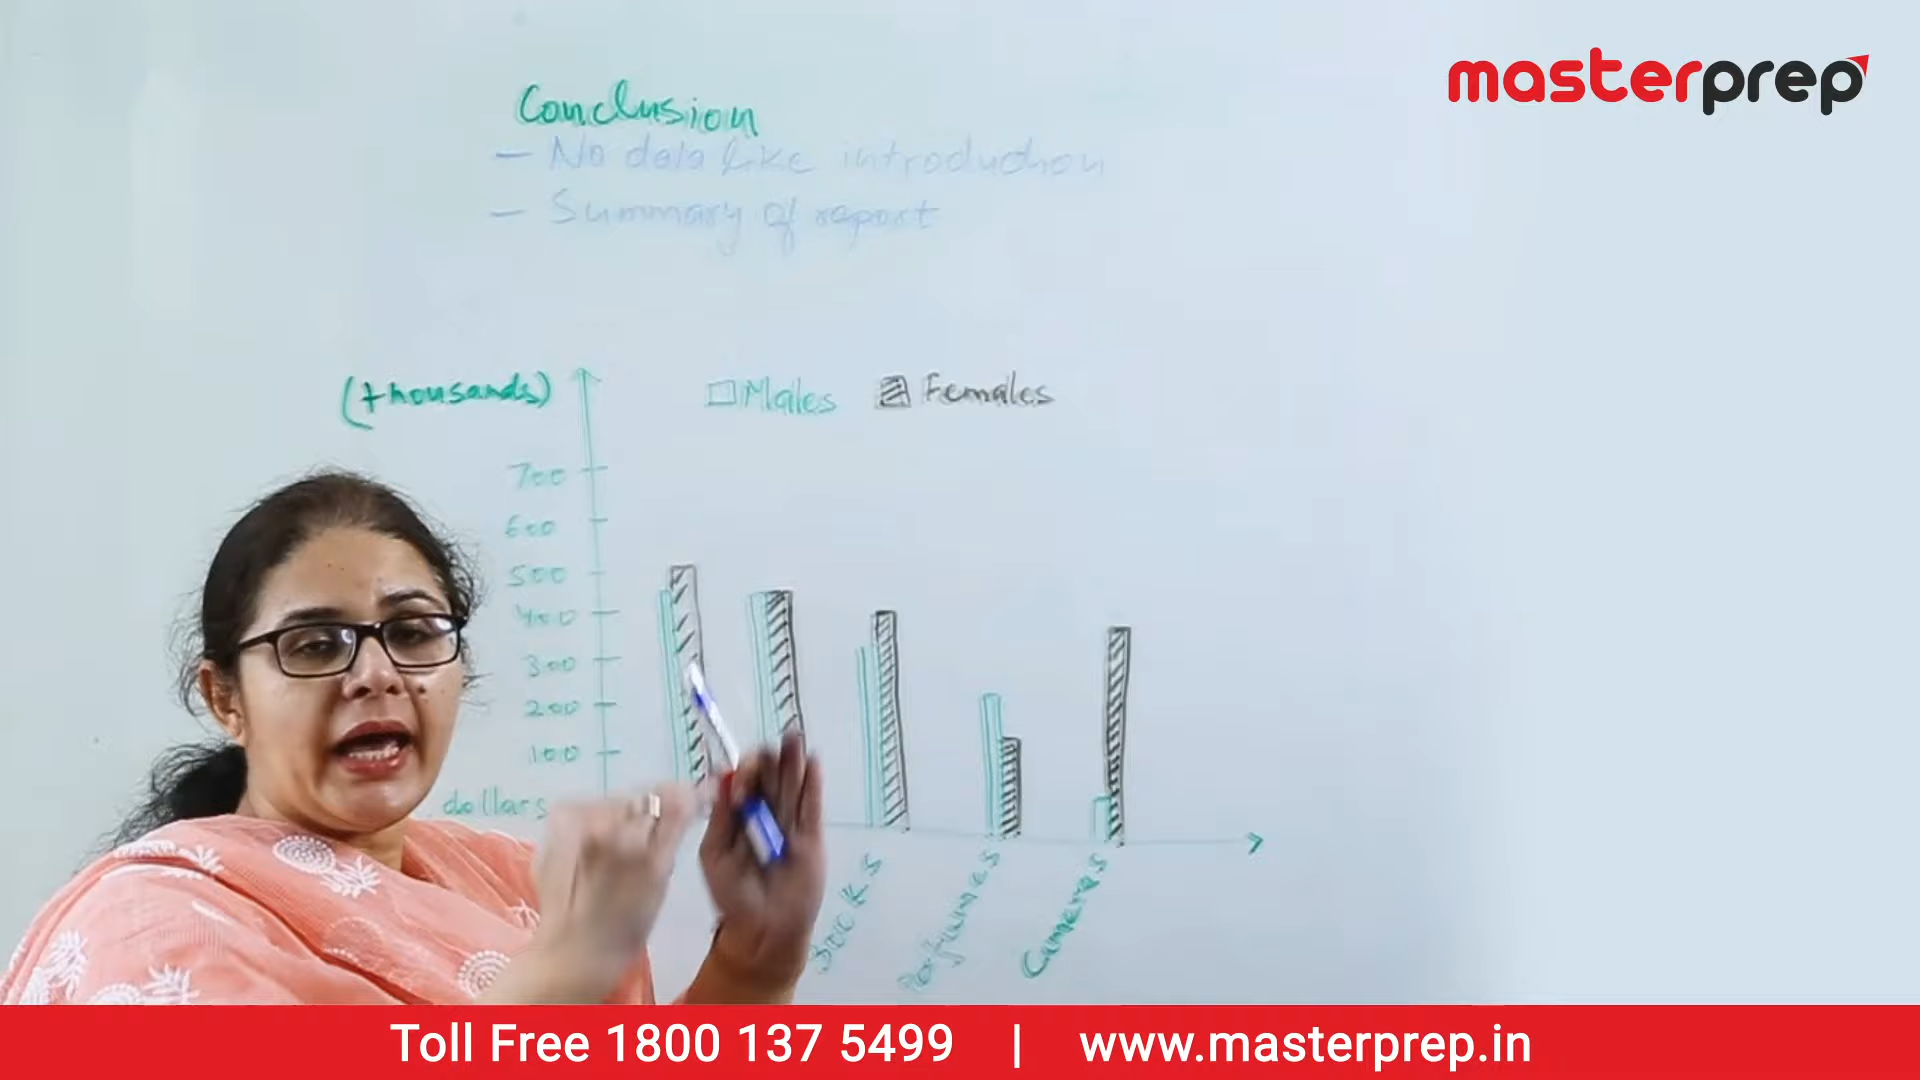 masterprep
Conclusion
- No data like introduction
- Summary of report
(thousands)
Males
Females
700
600
500
400
300
200
100
dollars
Books
Perfumes
Cameras
Toll Free 1800 137 5499 | www.masterprep.in